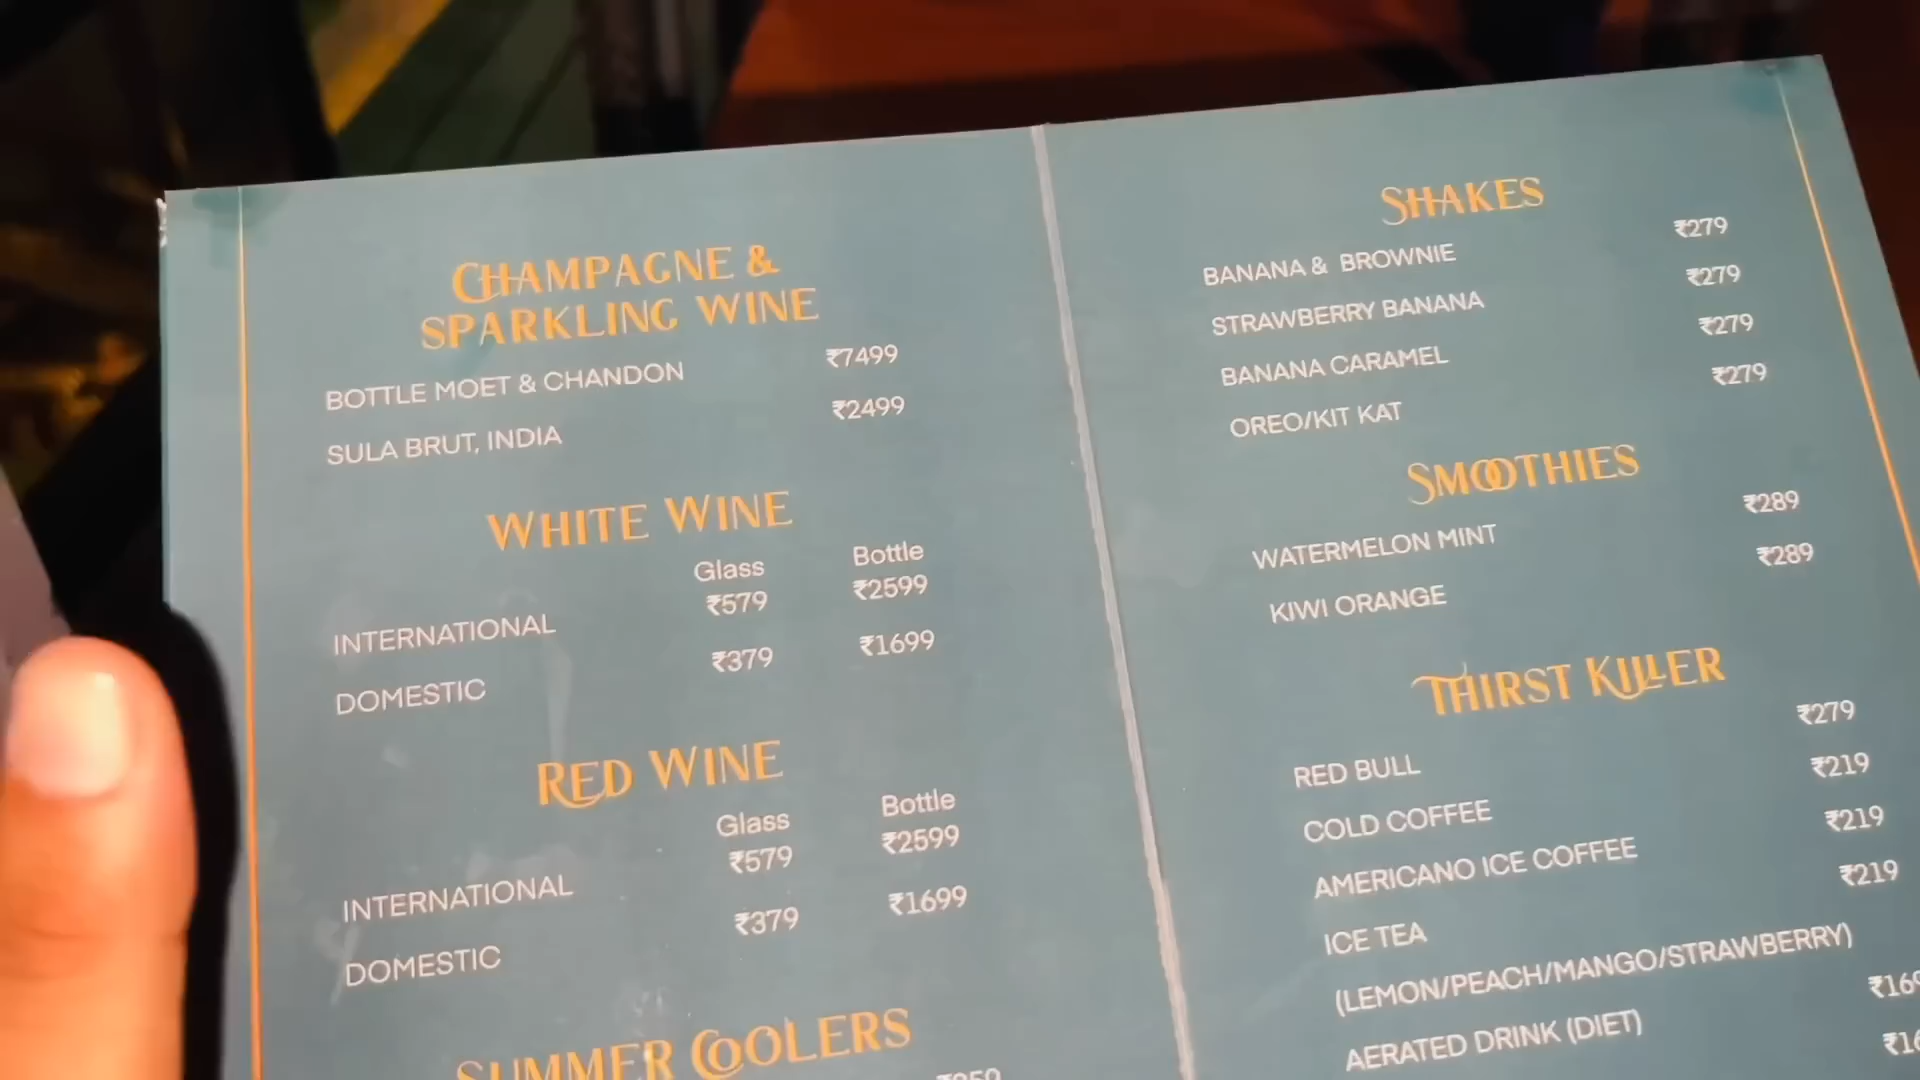 CHAMPAGNE &
SPARKLING WINE
BOTTLE MOET & CHANDON ₹7499
SULA BRUT, INDIA ₹2499
WHITE WINE
Glass Bottle
INTERNATIONAL ₹579 ₹2599
DOMESTIC ₹379 ₹1699
RED WINE
Glass Bottle
INTERNATIONAL ₹579 ₹2599
DOMESTIC ₹379 ₹1699
SUMMER COOLERS
SHAKES
BANANA & BROWNIE ₹279
STRAWBERRY BANANA ₹279
BANANA CARAMEL ₹279
OREO/KIT KAT ₹279
SMOOTHIES
WATERMELON MINT ₹289
KIWI ORANGE ₹289
THIRST KILLER
RED BULL ₹279
COLD COFFEE ₹219
AMERICANO ICE COFFEE ₹219
ICE TEA ₹219
(LEMON/PEACH/MANGO/STRAWBERRY)
AERATED DRINK (DIET)